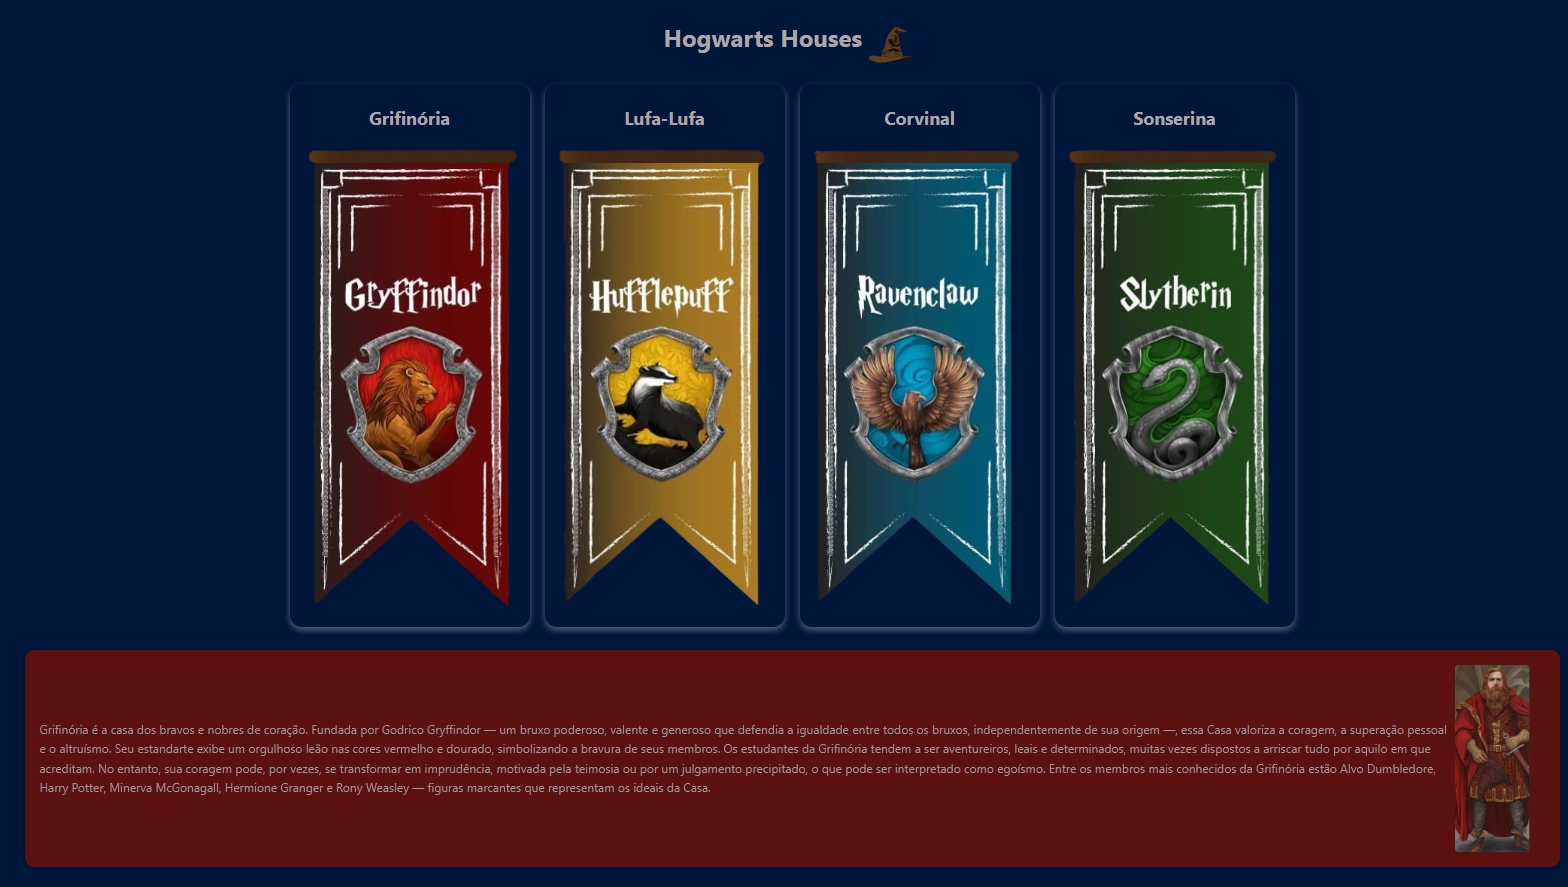 Hogwarts Houses
Grifinória
Lufa-Lufa
Corvinal
Sonserina
Gryffindor
Hufflepuff
Ravenclaw
Slytherin
Grifinória é a casa dos bravos e nobres de coração. Fundada por Godrico Gryffindor — um bruxo poderoso, valente e generoso que defendia a igualdade entre todos os bruxos, independentemente de sua origem —, essa Casa valoriza a coragem, a superação pessoal
e o altruísmo. Seu estandarte exibe um orgulhoso leão nas cores vermelho e dourado, simbolizando a bravura de seus membros. Os estudantes da Grifinória tendem a ser aventureiros, leais e determinados, muitas vezes dispostos a arriscar tudo por aquilo em que
acreditam. No entanto, sua coragem pode, por vezes, se transformar em imprudência, motivada pela teimosia ou por um julgamento precipitado, o que pode ser interpretado como egoísmo. Entre os membros mais conhecidos da Grifinória estão Alvo Dumbledore,
Harry Potter, Minerva McGonagall, Hermione Granger e Rony Weasley — figuras marcantes que representam os ideais da Casa.